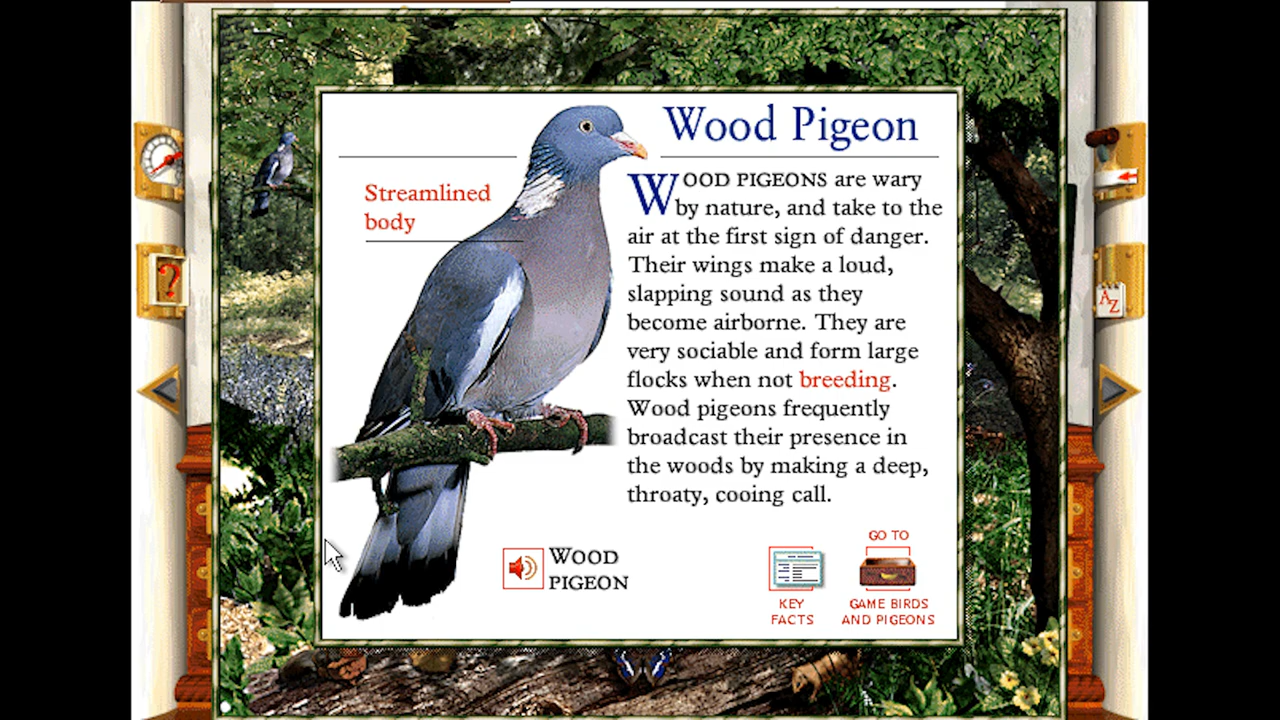 Wood Pigeon
Streamlined
body
WOOD PIGEONS are wary
by nature, and take to the
air at the first sign of danger.
Their wings make a loud,
slapping sound as they
become airborne. They are
very sociable and form large
flocks when not breeding.
Wood pigeons frequently
broadcast their presence in
the woods by making a deep,
throaty, cooing call.
WOOD
PIGEON
KEY
FACTS
GO TO
GAME BIRDS
AND PIGEONS
?
A
Z